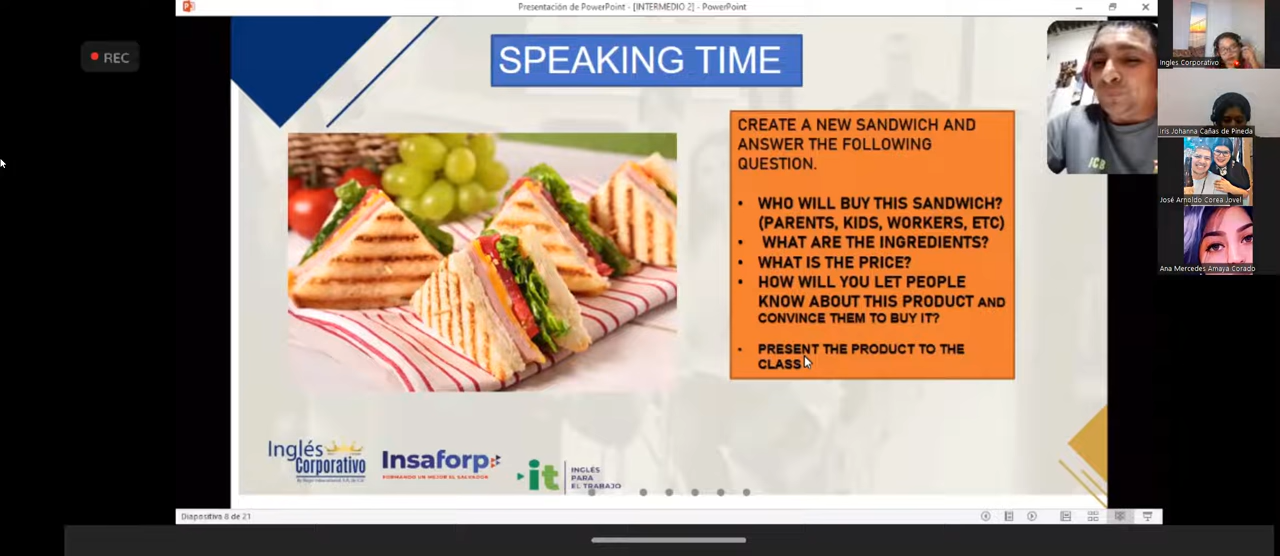 Presentación de PowerPoint - [INTERMEDIO 2] - PowerPoint
REC
SPEAKING TIME
CREATE A NEW SANDWICH AND
ANSWER THE FOLLOWING
QUESTION.
• WHO WILL BUY THIS SANDWICH?
(PARENTS, KIDS, WORKERS, ETC)
• WHAT ARE THE INGREDIENTS?
• WHAT IS THE PRICE?
• HOW WILL YOU LET PEOPLE
KNOW ABOUT THIS PRODUCT AND
CONVINCE THEM TO BUY IT?
• PRESENT THE PRODUCT TO THE
CLASS
Ingles Corporativo
Iris Johanna Cañas de Pineda
José Arnoldo Corea Jovel
Ana Mercedes Amaya Corado
Inglés
Corporativo
Insaforp
FORMANDO UN MEJOR EL SALVADOR
it
INGLÉS
PARA
EL TRABAJO
Diapositiva 8 de 21